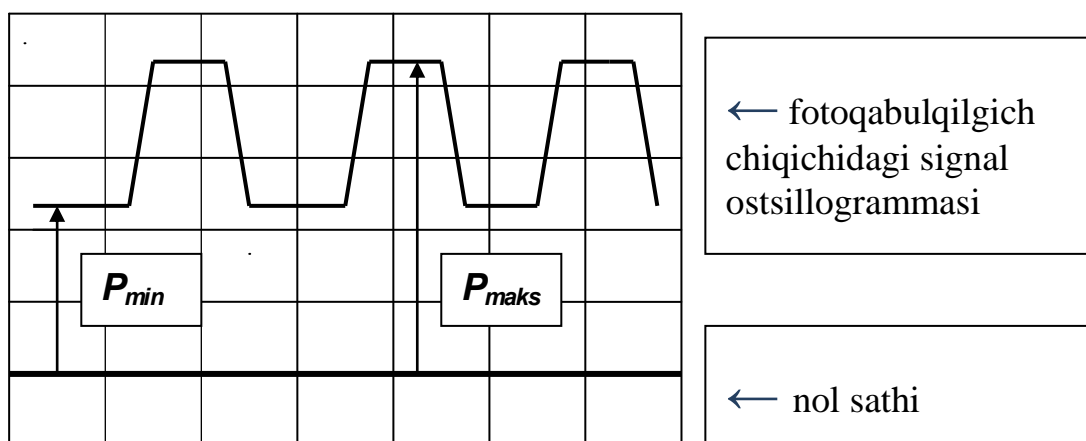 ← fotoqabulqilgich
chiqichidagi signal
ostsillogrammasi
P_min
P_maks
← nol sathi